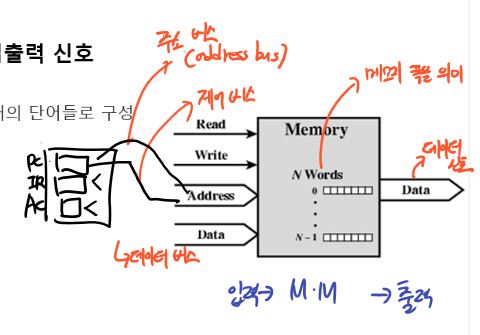 출력 신호
주소 버스
(address bus)
개의 단어들로 구성
제어 버스
메모리 폭을 의미
Read
Memory
Write
N Words
데이터
신호
PC
IR
AC
Address
0
Data
Data
N-1
↳데이터 버스
입력→ M·M → 출력